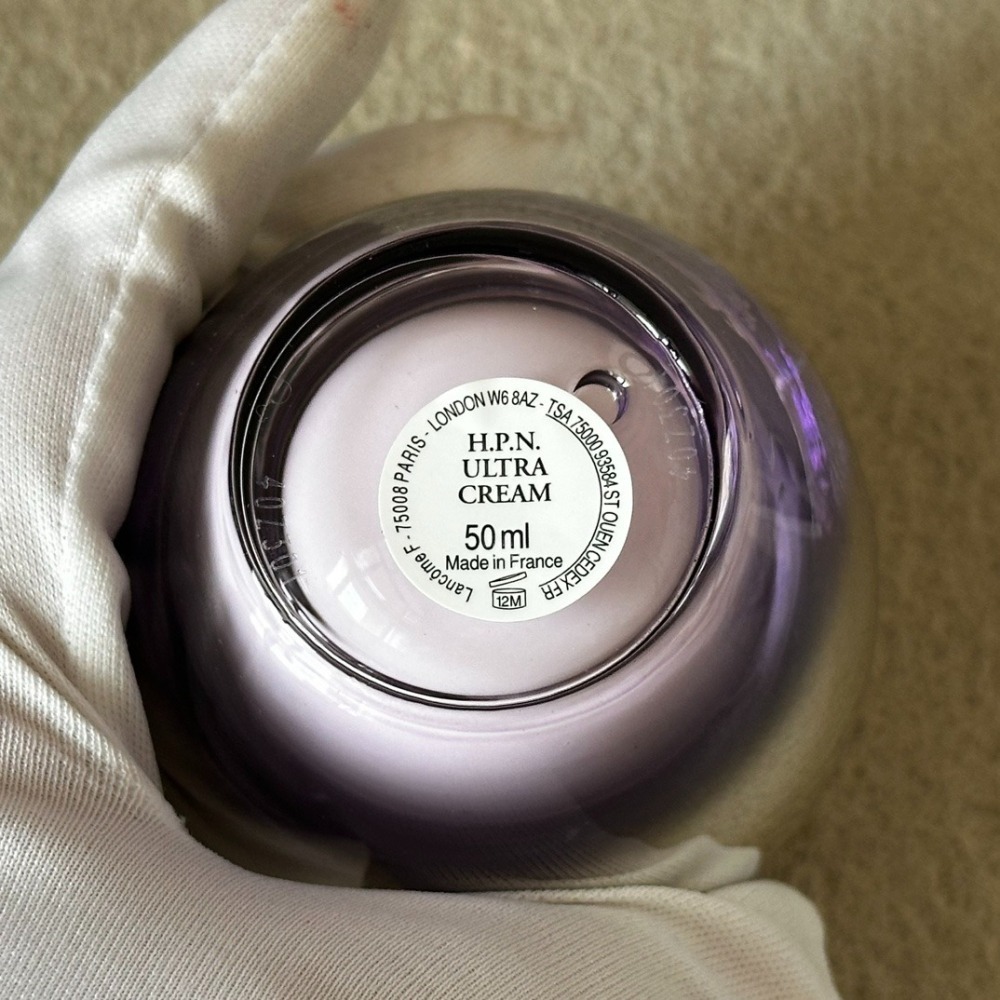 H.P.N.
ULTRA
CREAM
50 ml
Made in France
12M
Lancôme F - 75008 PARIS - LONDON W6 8AZ - TSA 75000 93584 ST OUEN CEDEX FR